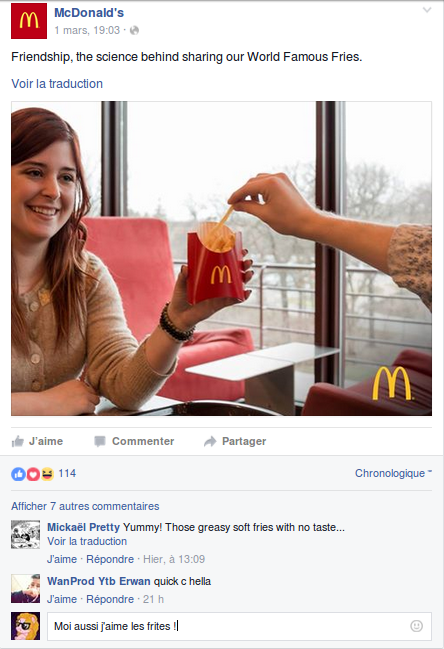 McDonald's
1 mars, 19:03 ·
Friendship, the science behind sharing our World Famous Fries.
Voir la traduction
J'aime Commenter Partager
114 Chronologique
Afficher 7 autres commentaires
Mickaël Pretty Yummy! Those greasy soft fries with no taste...
Voir la traduction
J'aime · Répondre · Hier, à 13:09
WanProd Ytb Erwan quick c hella
J'aime · Répondre · 21 h
Moi aussi j'aime les frites !